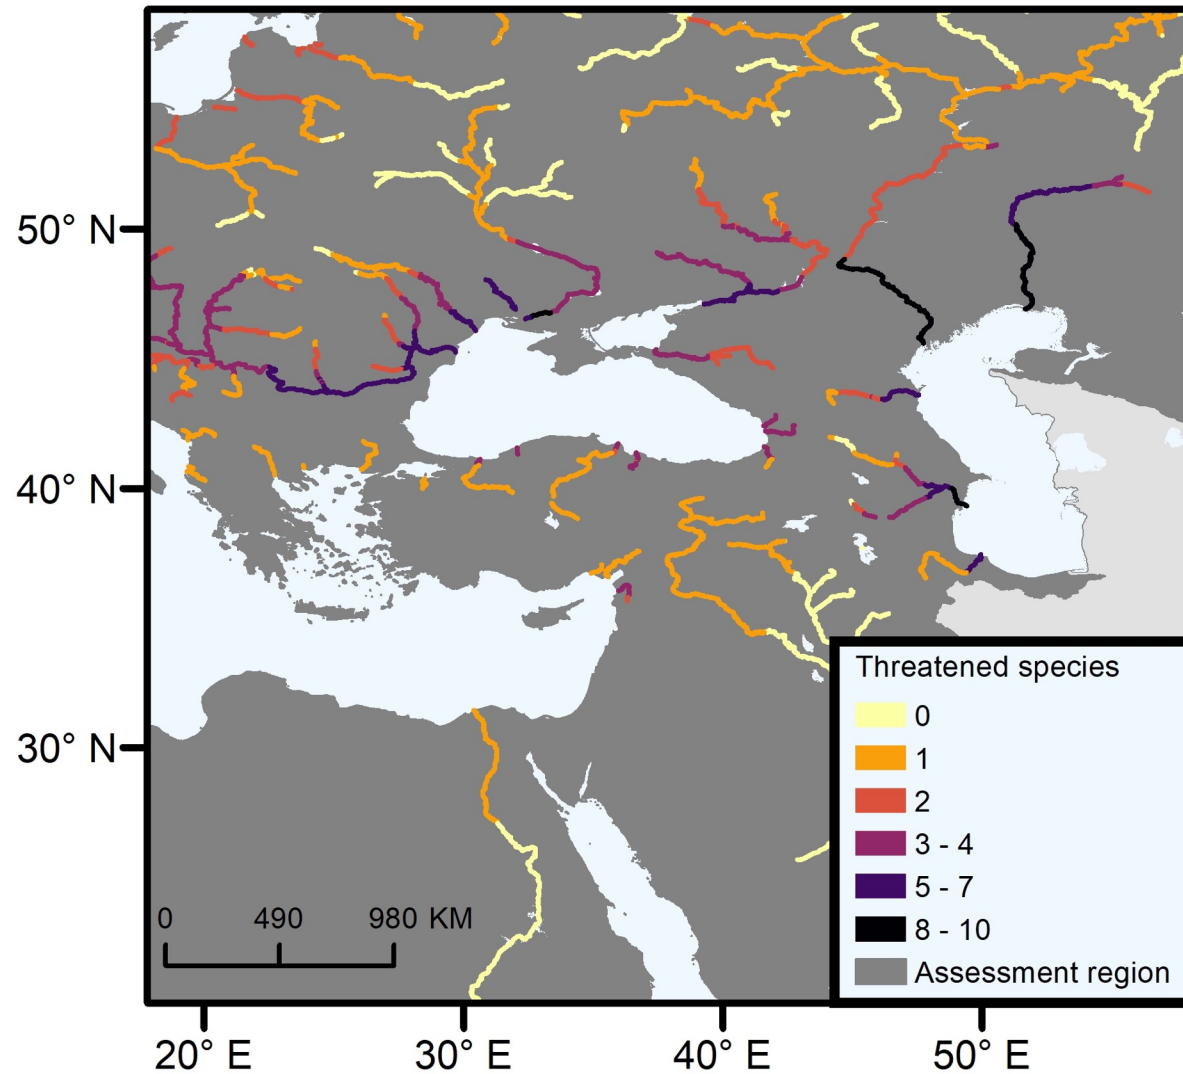 50° N
40° N
30° N
Threatened species
0
1
2
3 - 4
5 - 7
8 - 10
Assessment region
0 490 980 KM
20° E 30° E 40° E 50° E